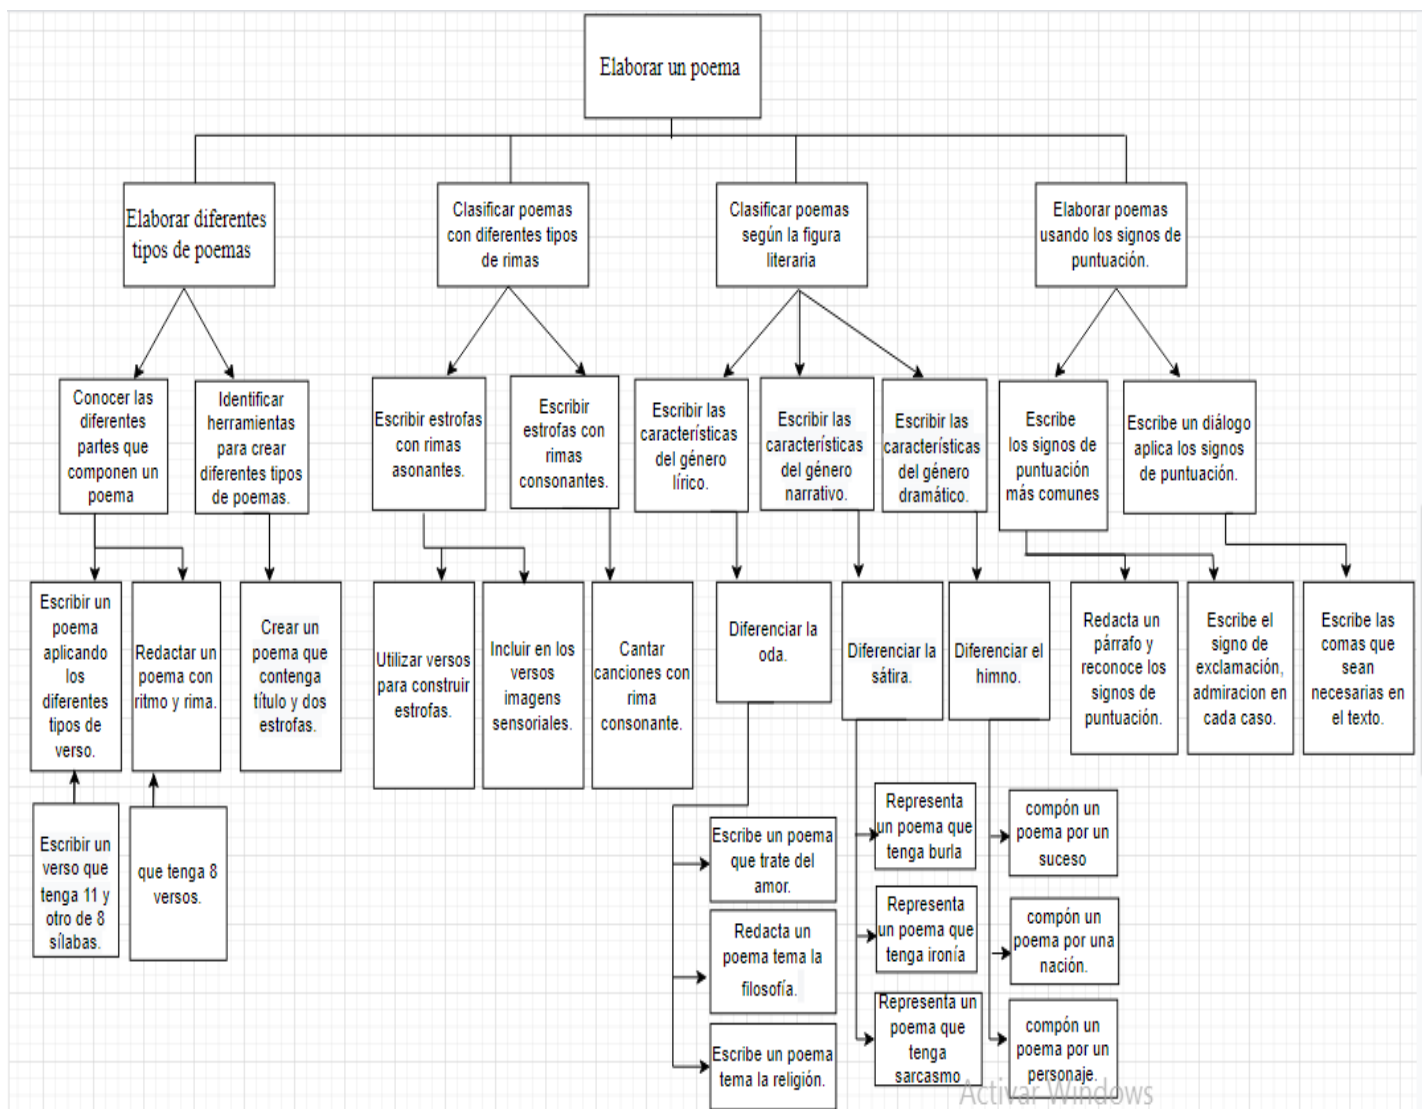 Elaborar un poema
Elaborar diferentes
tipos de poemas
Clasificar poemas
con diferentes tipos
de rimas
Clasificar poemas
según la figura
literaria
Elaborar poemas
usando los signos de
puntuación.
Conocer las
diferentes
partes que
componen un
poema
Identificar
herramientas
para crear
diferentes tipos
de poemas.
Escribir estrofas
con rimas
asonantes.
Escribir
estrofas con
rimas
consonantes.
Escribir las
características
del género
lírico.
Escribir las
características
del género
narrativo.
Escribir las
características
del género
dramático.
Escribe
los signos de
puntuación
más comunes
Escribe un diálogo
aplica los signos
de puntuación.
Escribir un
poema
aplicando
los
diferentes
tipos de
verso.
Redactar un
poema con
ritmo y rima.
Crear un
poema que
contenga
título y dos
estrofas.
Utilizar versos
para construir
estrofas.
Incluir en los
versos
imagens
sensoriales.
Cantar
canciones con
rima
consonante.
Diferenciar la
oda.
Diferenciar la
sátira.
Diferenciar el
himno.
Redacta un
párrafo y
reconoce los
signos de
puntuación.
Escribe el
signo de
exclamación,
admiracion en
cada caso.
Escribe las
comas que
sean
necesarias en
el texto.
Escribir un
verso que
tenga 11 y
otro de 8
sílabas.
que tenga 8
versos.
Escribe un poema
que trate del
amor.
Redacta un
poema tema la
filosofía.
Escribe un poema
tema la religión.
Representa
un poema que
tenga burla
Representa
un poema que
tenga ironía
Representa un
poema que
tenga
sarcasmo
compón un
poema por un
suceso
compón un
poema por una
nación.
compón un
poema por un
personaje.
Activar Windows